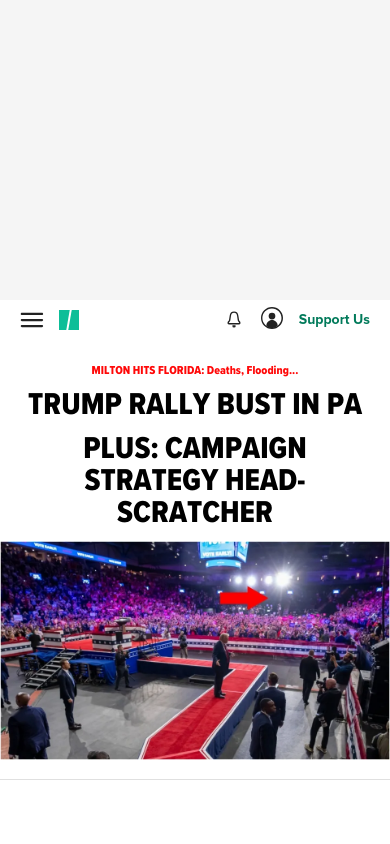 Support Us
MILTON HITS FLORIDA: Deaths, Flooding...
TRUMP RALLY BUST IN PA
PLUS: CAMPAIGN
STRATEGY HEAD-
SCRATCHER